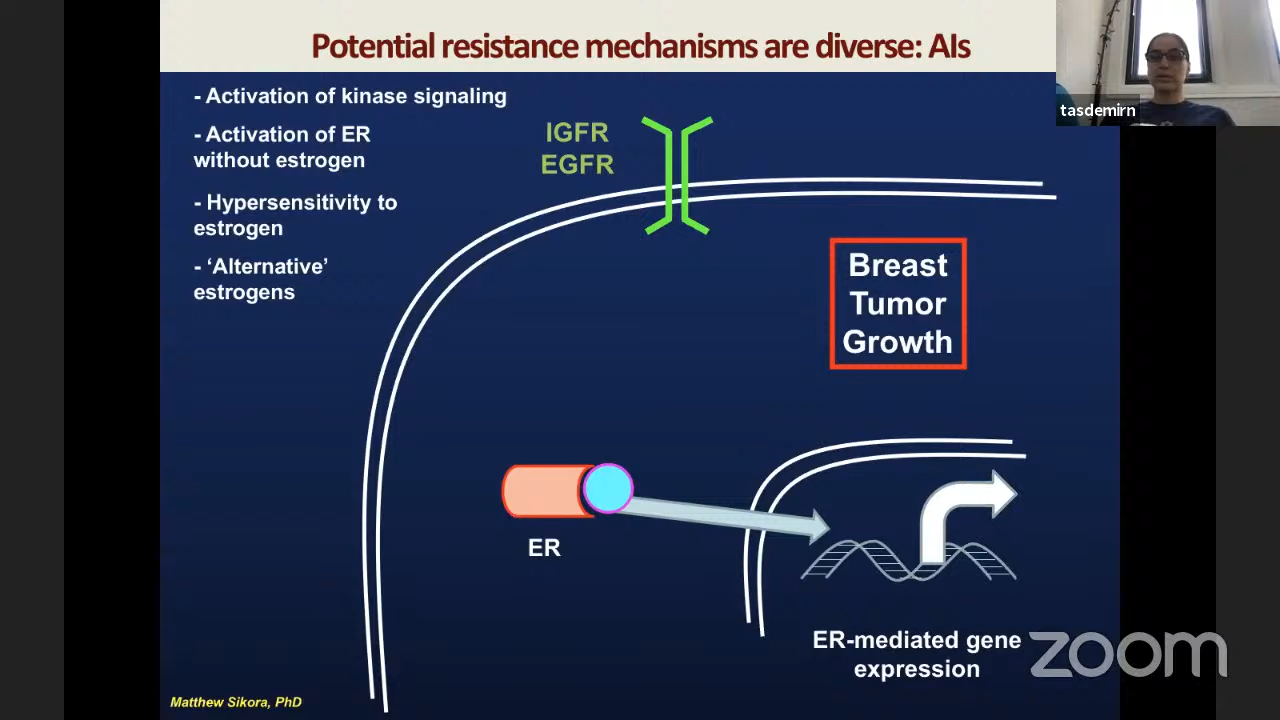 Potential resistance mechanisms are diverse: AIs
tasdemirn
- Activation of kinase signaling
- Activation of ER
without estrogen
- Hypersensitivity to
estrogen
- ‘Alternative’
estrogens
IGFR
EGFR
Breast
Tumor
Growth
ER
ER-mediated gene
expression
Matthew Sikora, PhD
zoom